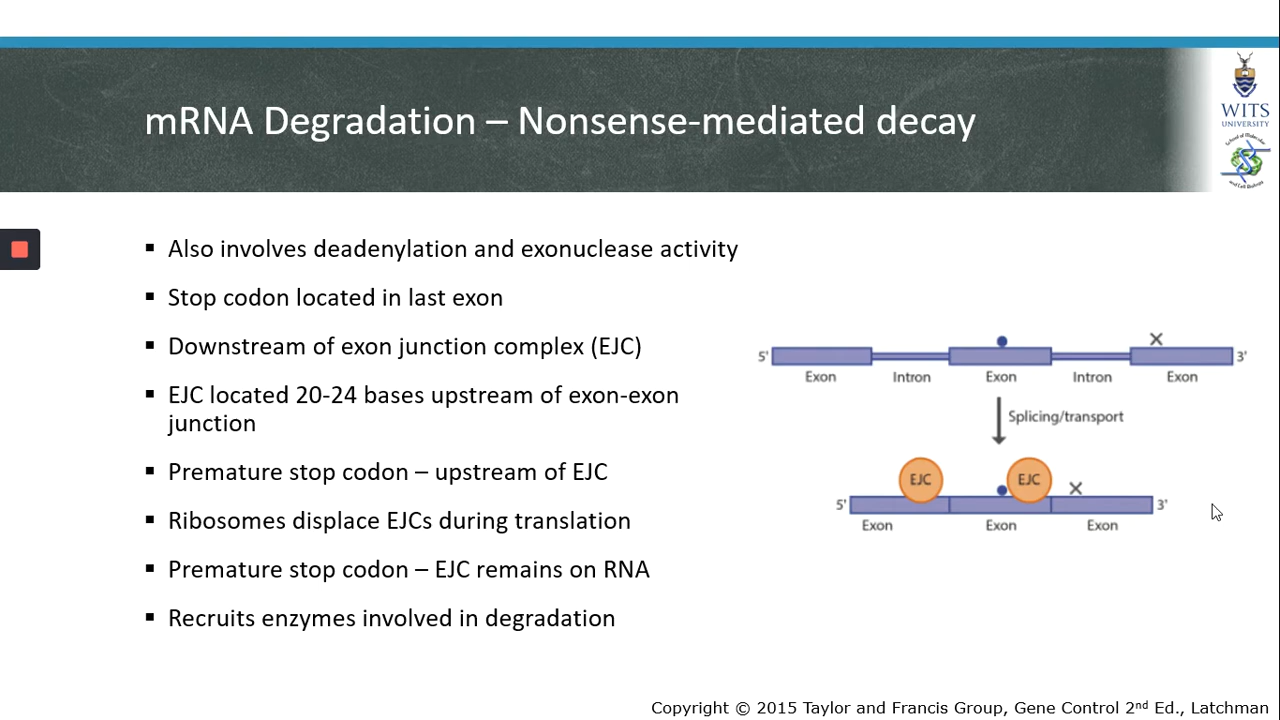 mRNA Degradation – Nonsense-mediated decay
WITS
UNIVERSITY
▪ Also involves deadenylation and exonuclease activity
▪ Stop codon located in last exon
▪ Downstream of exon junction complex (EJC)
▪ EJC located 20-24 bases upstream of exon-exon
junction
▪ Premature stop codon – upstream of EJC
▪ Ribosomes displace EJCs during translation
▪ Premature stop codon – EJC remains on RNA
▪ Recruits enzymes involved in degradation
5' 3'
Exon Intron Exon Intron Exon
Splicing/transport
EJC EJC
5' 3'
Exon Exon Exon
Copyright © 2015 Taylor and Francis Group, Gene Control 2nd Ed., Latchman